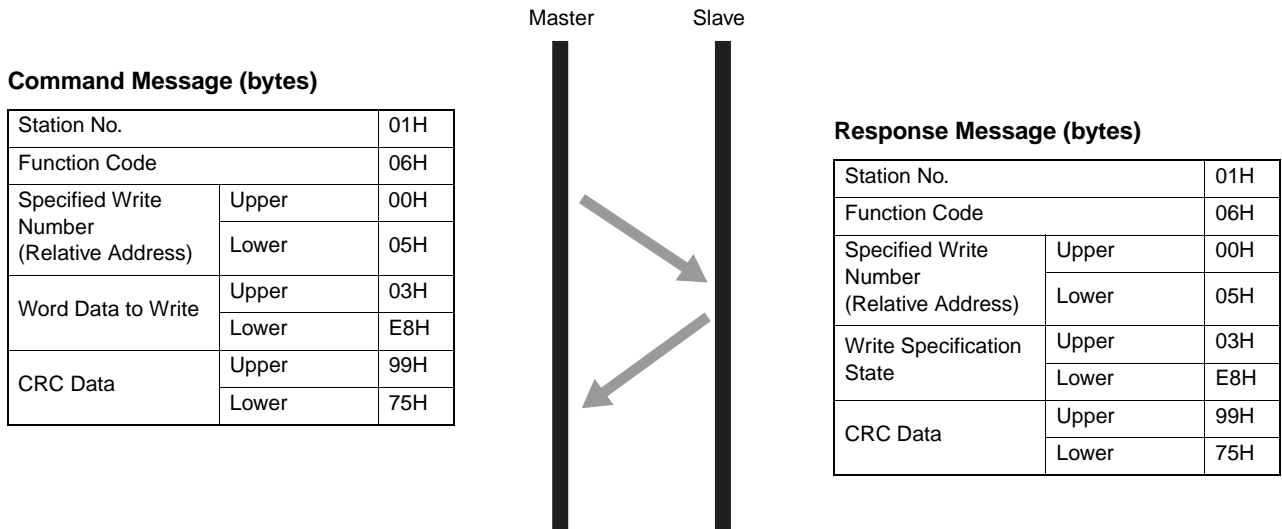 Master Slave
Command Message (bytes)
Station No. 01H
Function Code 06H
Specified Write Number (Relative Address) Upper 00H
Lower 05H
Word Data to Write Upper 03H
Lower E8H
CRC Data Upper 99H
Lower 75H
Response Message (bytes)
Station No. 01H
Function Code 06H
Specified Write Number (Relative Address) Upper 00H
Lower 05H
Write Specification State Upper 03H
Lower E8H
CRC Data Upper 99H
Lower 75H